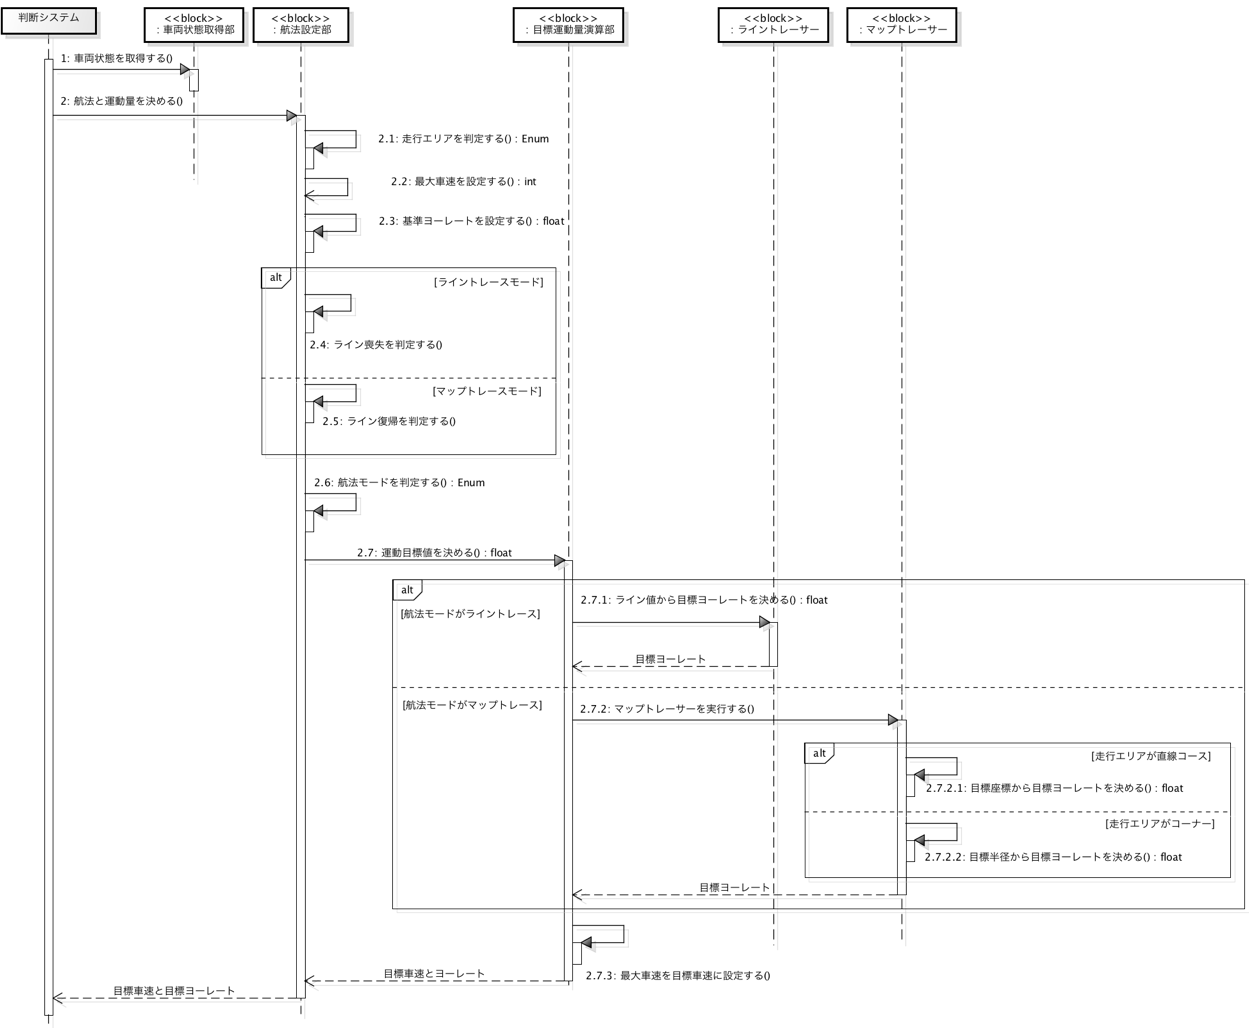 判断システム
<<block>>
: 車両状態取得部
<<block>>
: 航法設定部
<<block>>
: 目標運動量演算部
<<block>>
: ライントレーサー
<<block>>
: マップトレーサー
1: 車両状態を取得する()
2: 航法と運動量を決める()
2.1: 走行エリアを判定する() : Enum
2.2: 最大車速を設定する() : int
2.3: 基準ヨーレートを設定する() : float
alt
[ライントレースモード]
2.4: ライン喪失を判定する()
[マップトレースモード]
2.5: ライン復帰を判定する()
2.6: 航法モードを判定する() : Enum
2.7: 運動目標値を決める() : float
alt
2.7.1: ライン値から目標ヨーレートを決める() : float
[航法モードがライントレース]
目標ヨーレート
[航法モードがマップトレース]
2.7.2: マップトレーサーを実行する()
alt
[走行エリアが直線コース]
2.7.2.1: 目標座標から目標ヨーレートを決める() : float
[走行エリアがコーナー]
2.7.2.2: 目標半径から目標ヨーレートを決める() : float
目標ヨーレート
目標車速とヨーレート
2.7.3: 最大車速を目標車速に設定する()
目標車速と目標ヨーレート